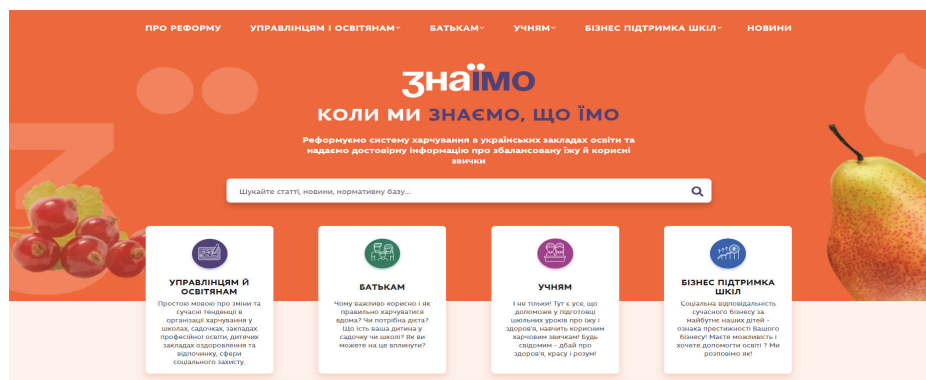 ПРО РЕФОРМУ УПРАВЛІНЦЯМ І ОСВІТЯНАМ БАТЬКАМ УЧНЯМ БІЗНЕС ПІДТРИМКА ШКІЛ НОВИНИ
знаїмо
КОЛИ МИ ЗНАЄМО, ЩО ЇМО
Реформуємо систему харчування в українських закладах освіти та
надаємо достовірну інформацію про збалансовану їжу й корисні
звички
Шукайте статті, новини, нормативну базу...
УПРАВЛІНЦЯМ Й
ОСВІТЯНАМ
Простою мовою про зміни та
сучасні тенденції в
організації харчування у
школах, садочках, закладах
професійної освіти, дитячих
закладах оздоровлення та
відпочинку, сфери
соціального захисту.
БАТЬКАМ
Чому важливо корисно і як
правильно харчуватися
вдома? Чи потрібна дієта?
Що їсть ваша дитина у
садочку чи школі? Як ви
можете на це вплинути?
УЧНЯМ
І не тільки! Тут є усе, що
допоможе у підготовці
шкільних уроків про їжу і
здоров'я, навчить корисним
харчовим звичкам! Будь
свідомим – дбай про
здоров'я, красу і розум!
БІЗНЕС ПІДТРИМКА
ШКІЛ
Соціальна відповідальність
сучасного бізнесу за
майбутнє наших дітей -
ознака престижності Вашого
бізнесу! Маєте можливість і
хочете допомогти освіті ? Ми
розповімо як!